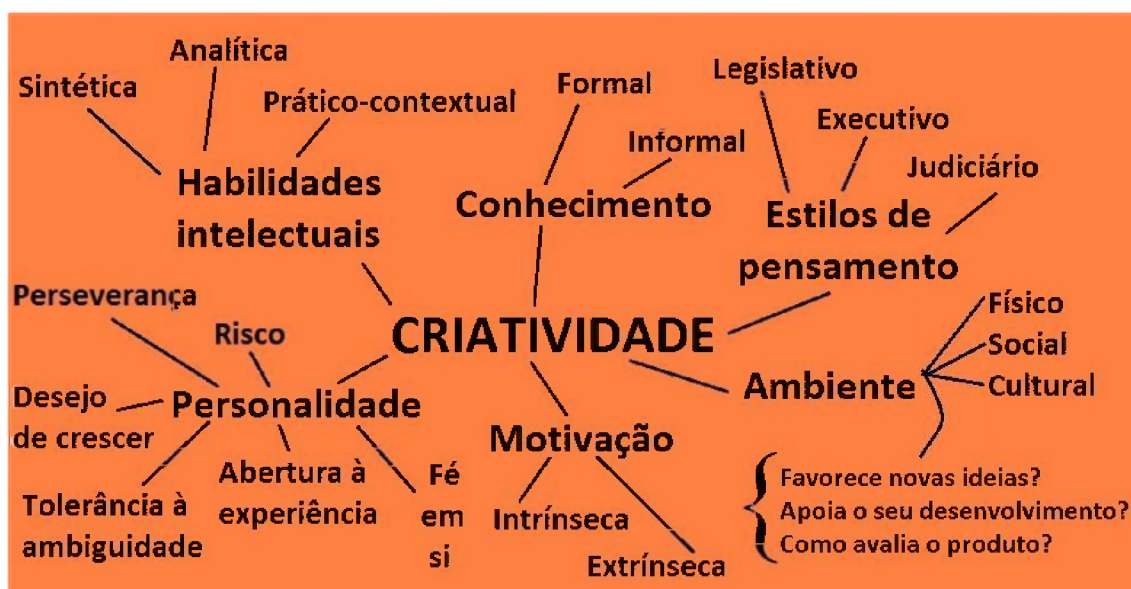 Sintética
Analítica
Prático-contextual
Habilidades
intelectuais
Formal
Informal
Conhecimento
Legislativo
Executivo
Judiciário
Estilos de
pensamento
CRIATIVIDADE
Perseverança
Risco
Desejo
de crescer
Personalidade
Tolerância à
ambiguidade
Abertura à
experiência
Fé
em
si
Motivação
Intrínseca
Extrínseca
Ambiente
Físico
Social
Cultural
Favorece novas ideias?
Apoia o seu desenvolvimento?
Como avalia o produto?